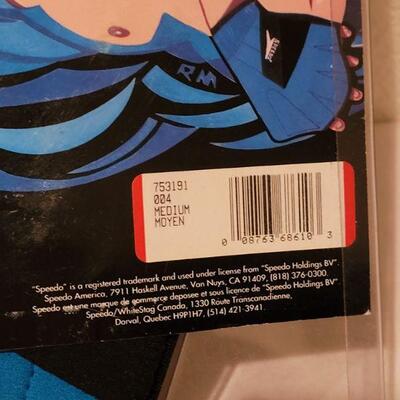 SPEEDO
RM
753191
004
MEDIUM
MOYEN
0 08763 68610 3
"Speedo" is a registered trademark and used under license from "Speedo Holdings BV".
Speedo America, 7911 Haskell Avenue, Van Nuys, CA 91409, (818) 376-0300.
Speedo est une marque de commerce deposee et sous license de "Speedo Holdings BV"
Speedo/WhiteStag Canada, 1330 Route Transcanadienne,
Dorval, Quebec H9P1H7, (514) 421-3941.